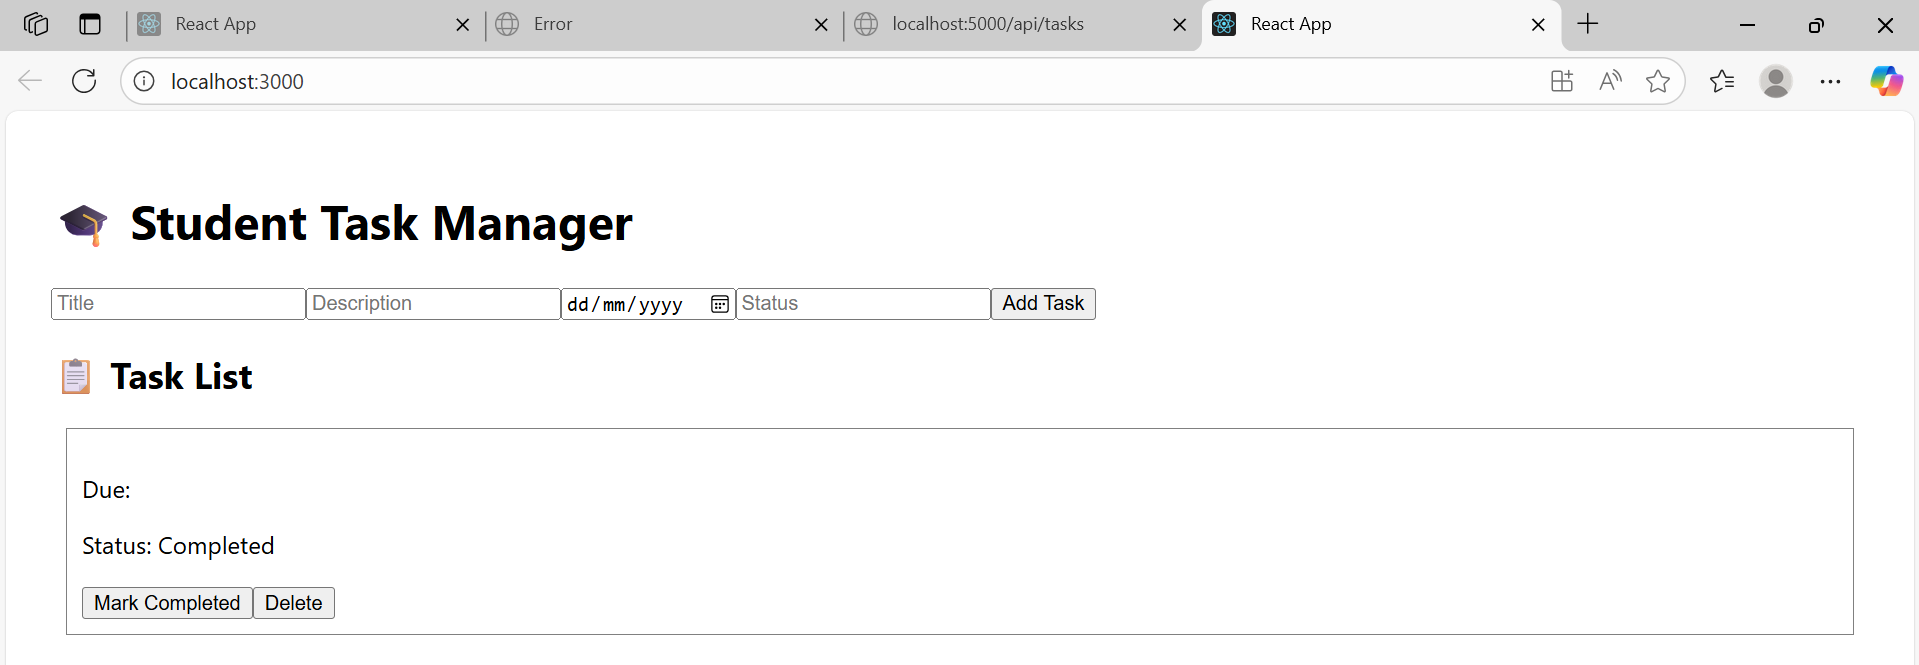 React App
Error
localhost:5000/api/tasks
React App
localhost:3000
Student Task Manager
Title Description dd/mm/yyyy Status Add Task
Task List
Due:
Status: Completed
Mark Completed Delete